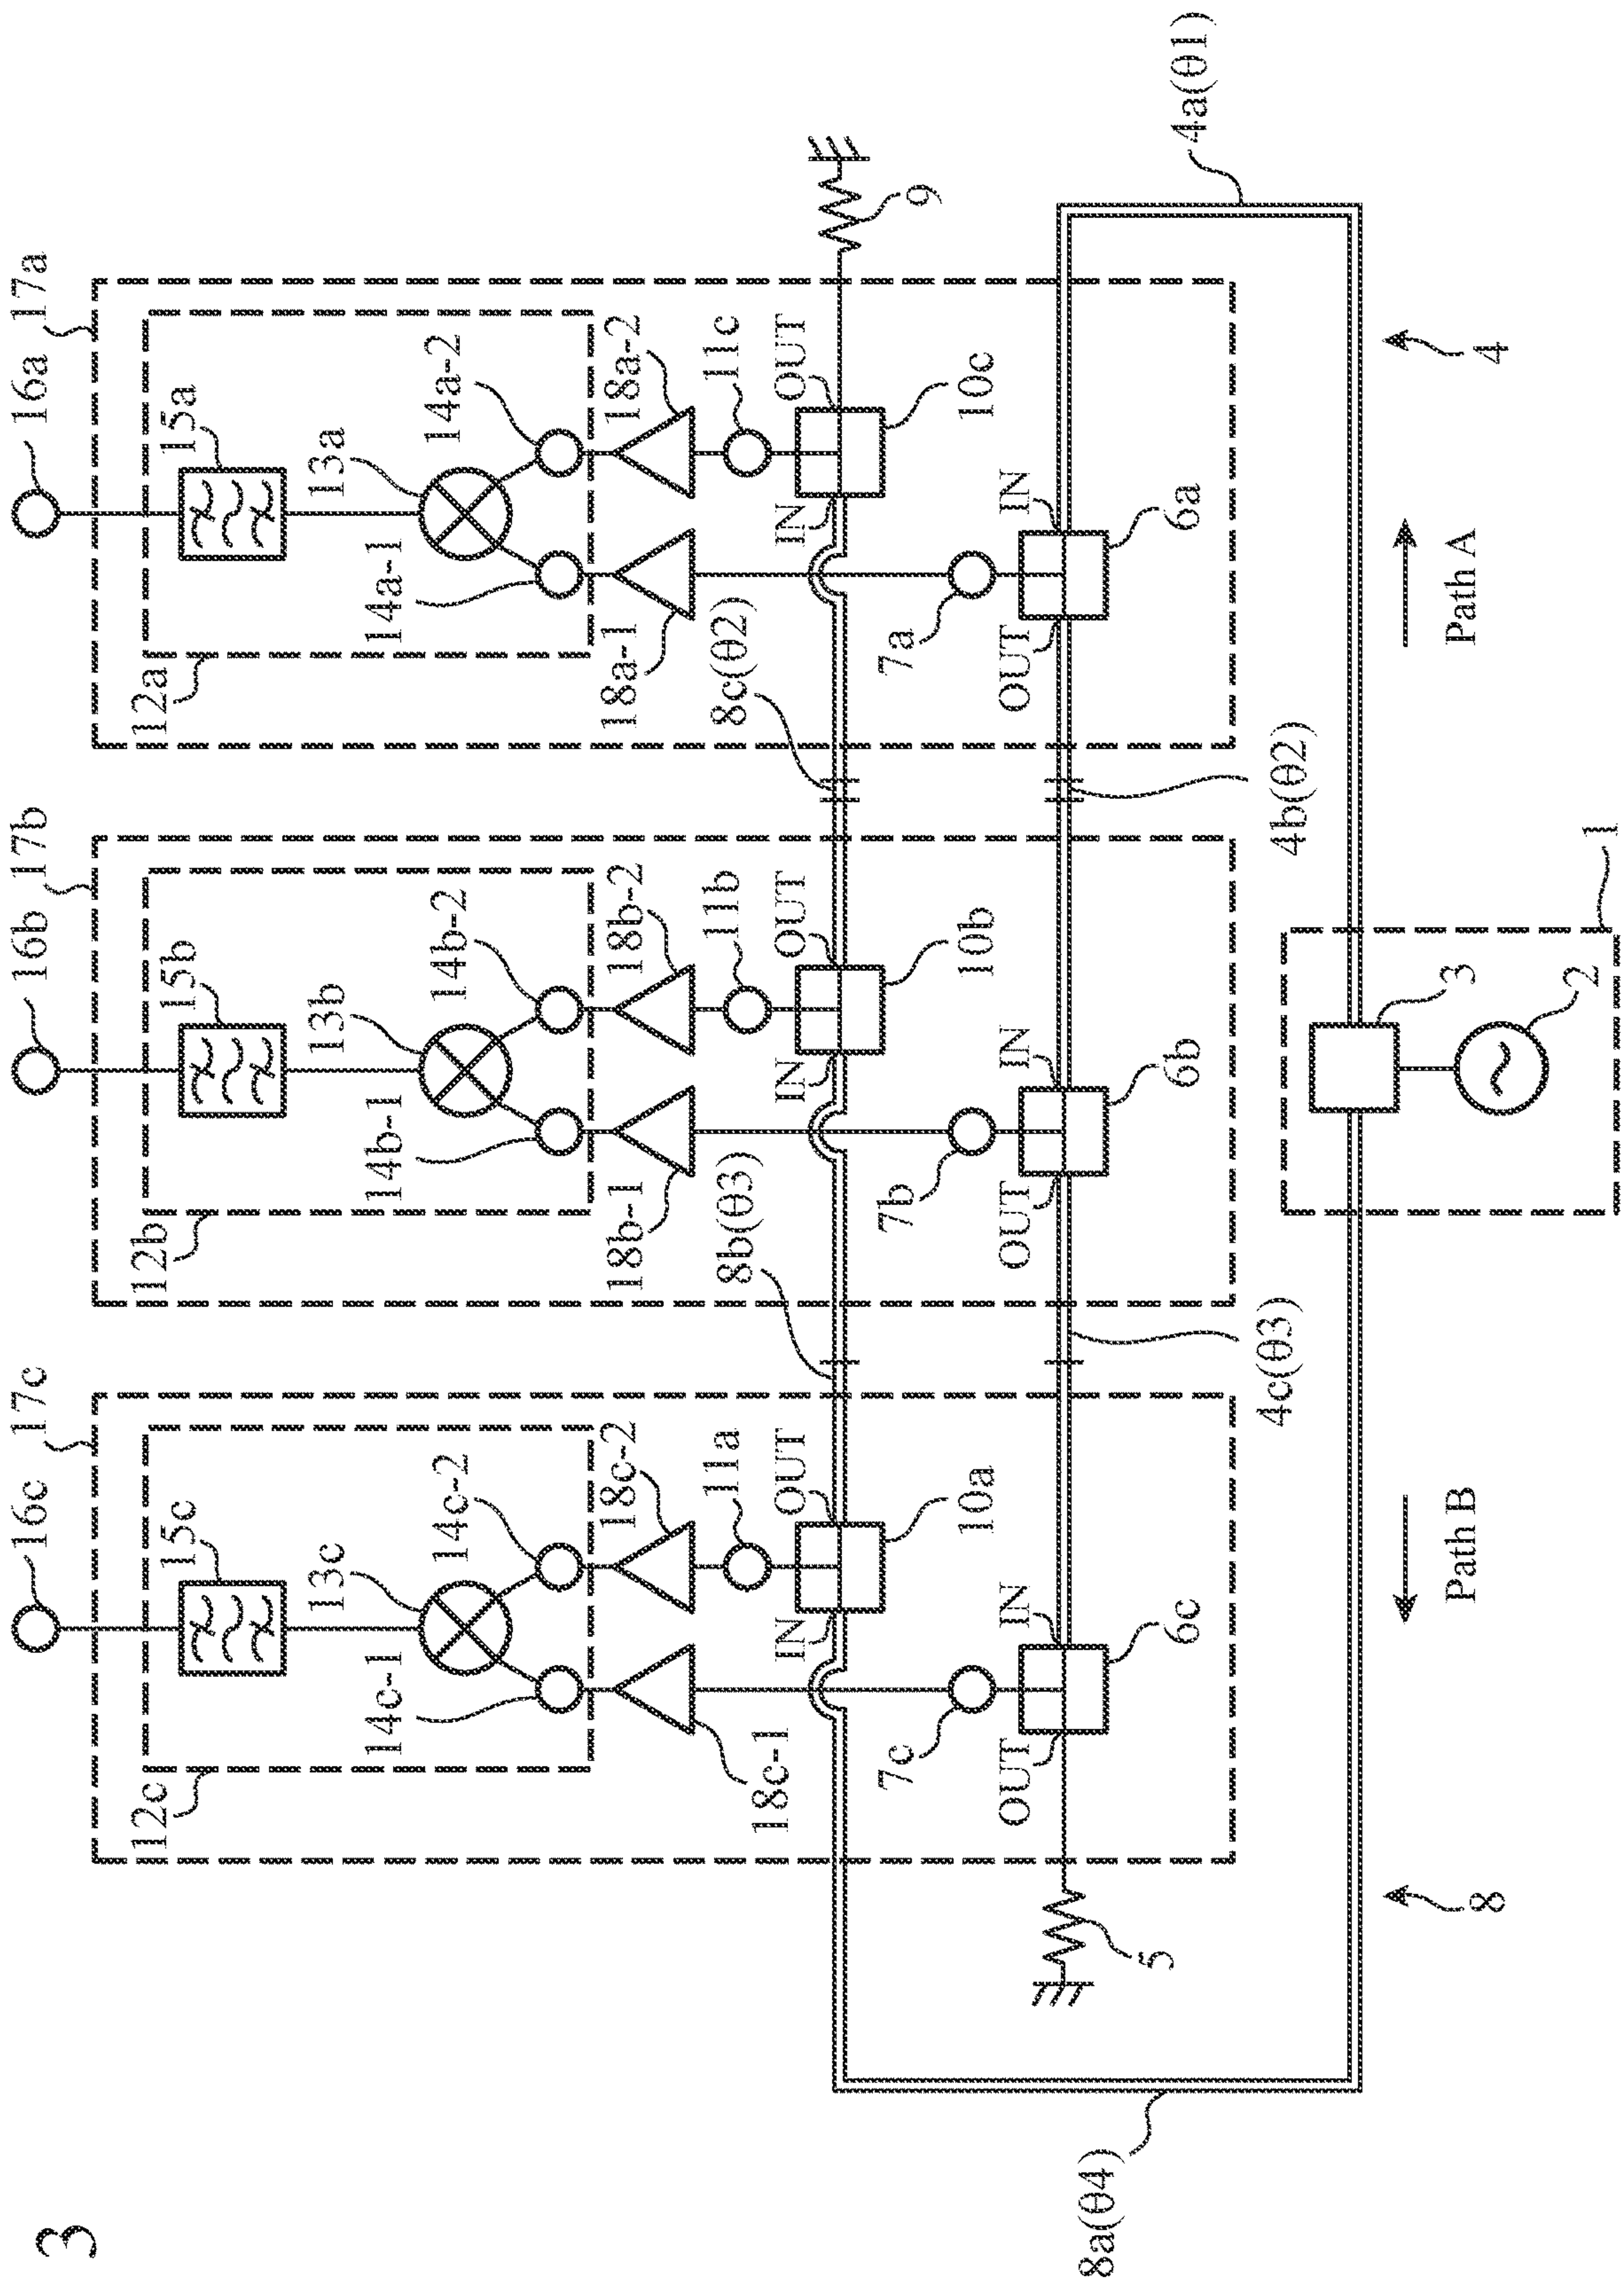 3
16c
17c
16b
17b
16a
17a
12c
15c
12b
15b
12a
15a
13c
13b
13a
14c-1
14c-2
14b-1
14b-2
14a-1
14a-2
18c-1
18c-2
18b-1
18b-2
18a-1
18a-2
11a
11b
11c
8b(θ3)
8c(θ2)
IN
OUT
IN
OUT
IN
OUT
10a
10b
10c
9
7c
7b
7a
OUT
IN
OUT
IN
OUT
IN
6c
6b
6a
5
8a(θ4)
4c(θ3)
4b(θ2)
4a(θ1)
3
2
1
8
Path B
Path A
4